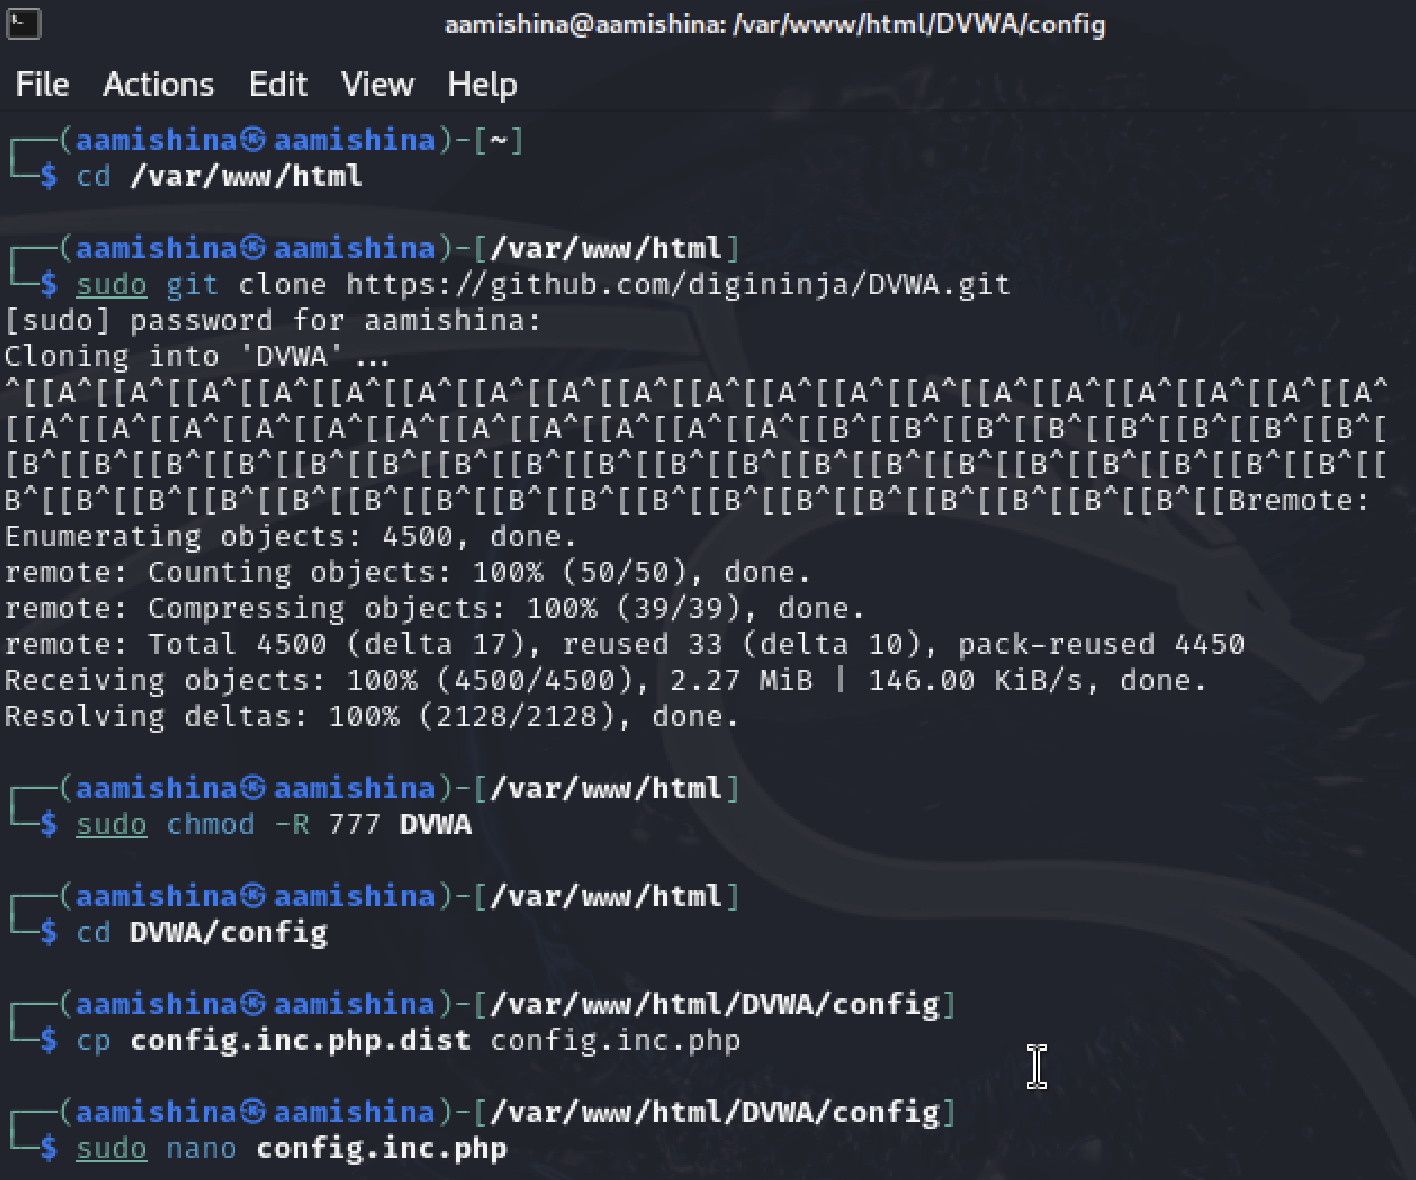 aamishina@aamishina: /var/www/html/DVWA/config
File Actions Edit View Help
┌──(aamishina㉿aamishina)-[~]
└─$ cd /var/www/html
┌──(aamishina㉿aamishina)-[/var/www/html]
└─$ sudo git clone https://github.com/digininja/DVWA.git
[sudo] password for aamishina:
Cloning into 'DVWA'...
^[[A^[[A^[[A^[[A^[[A^[[A^[[A^[[A^[[A^[[A^[[A^[[A^[[A^[[A^[[A^[[A^[[A^[[A^[[A^
[[A^[[A^[[A^[[A^[[A^[[A^[[A^[[A^[[A^[[A^[[A^[[B^[[B^[[B^[[B^[[B^[[B^[[B^[[B^[
[B^[[B^[[B^[[B^[[B^[[B^[[B^[[B^[[B^[[B^[[B^[[B^[[B^[[B^[[B^[[B^[[B^[[B^[[B^[[
B^[[B^[[B^[[B^[[B^[[B^[[B^[[B^[[B^[[B^[[B^[[B^[[B^[[B^[[B^[[B^[[B^[[Bremote:
Enumerating objects: 4500, done.
remote: Counting objects: 100% (50/50), done.
remote: Compressing objects: 100% (39/39), done.
remote: Total 4500 (delta 17), reused 33 (delta 10), pack-reused 4450
Receiving objects: 100% (4500/4500), 2.27 MiB | 146.00 KiB/s, done.
Resolving deltas: 100% (2128/2128), done.
┌──(aamishina㉿aamishina)-[/var/www/html]
└─$ sudo chmod -R 777 DVWA
┌──(aamishina㉿aamishina)-[/var/www/html]
└─$ cd DVWA/config
┌──(aamishina㉿aamishina)-[/var/www/html/DVWA/config]
└─$ cp config.inc.php.dist config.inc.php
┌──(aamishina㉿aamishina)-[/var/www/html/DVWA/config]
└─$ sudo nano config.inc.php